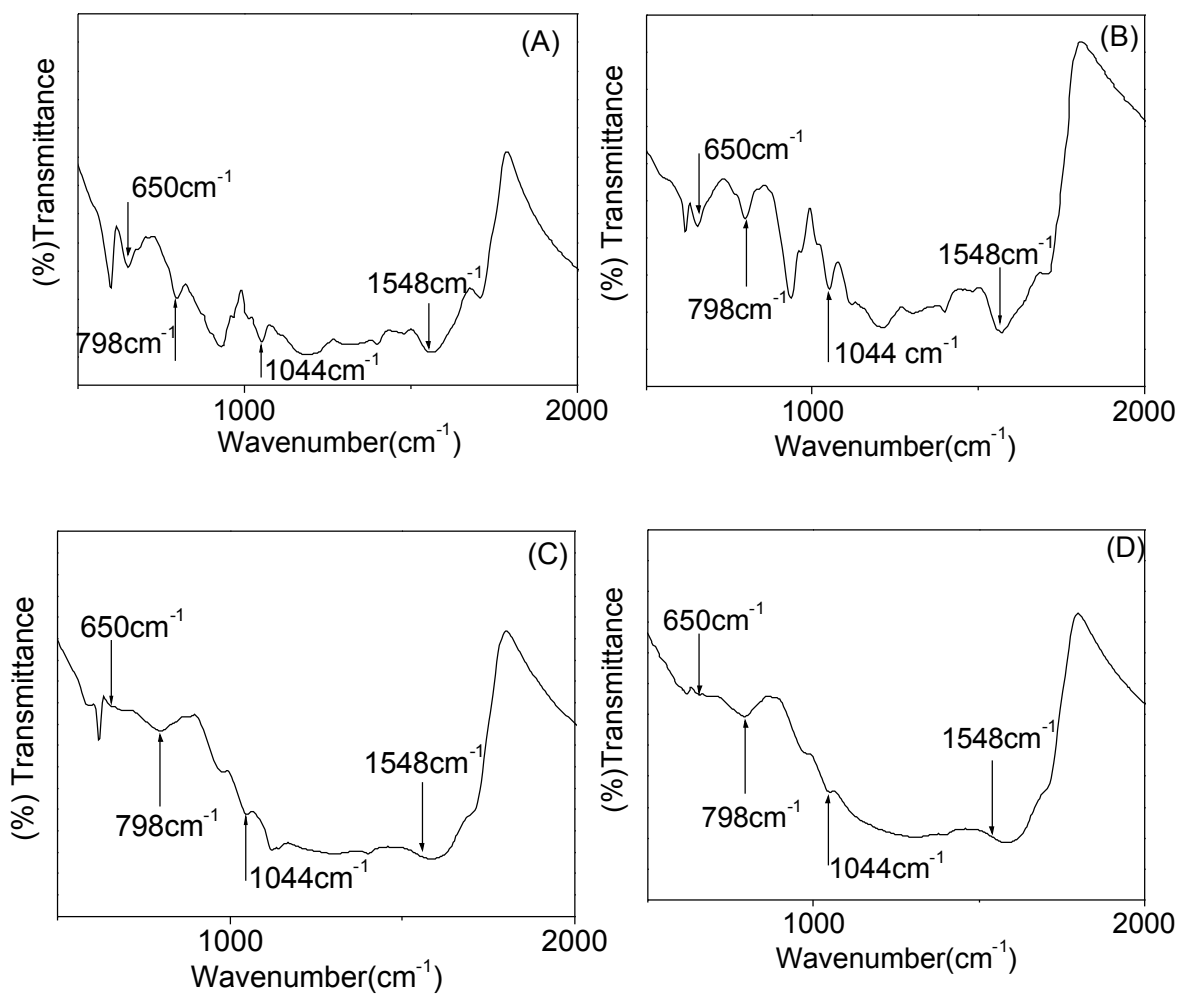 (A)
(%)Transmittance
650cm⁻¹
798cm⁻¹
1044cm⁻¹
1548cm⁻¹
1000
2000
Wavenumber(cm⁻¹)
(B)
(%) Transmittance
650cm⁻¹
798cm⁻¹
1044 cm⁻¹
1548cm⁻¹
1000
2000
Wavenumber(cm⁻¹)
(C)
(%) Transmittance
650cm⁻¹
798cm⁻¹
1044cm⁻¹
1548cm⁻¹
1000
2000
Wavenumber(cm⁻¹)
(D)
(%)Transmittance
650cm⁻¹
798cm⁻¹
1044cm⁻¹
1548cm⁻¹
1000
2000
Wavenumber(cm⁻¹)